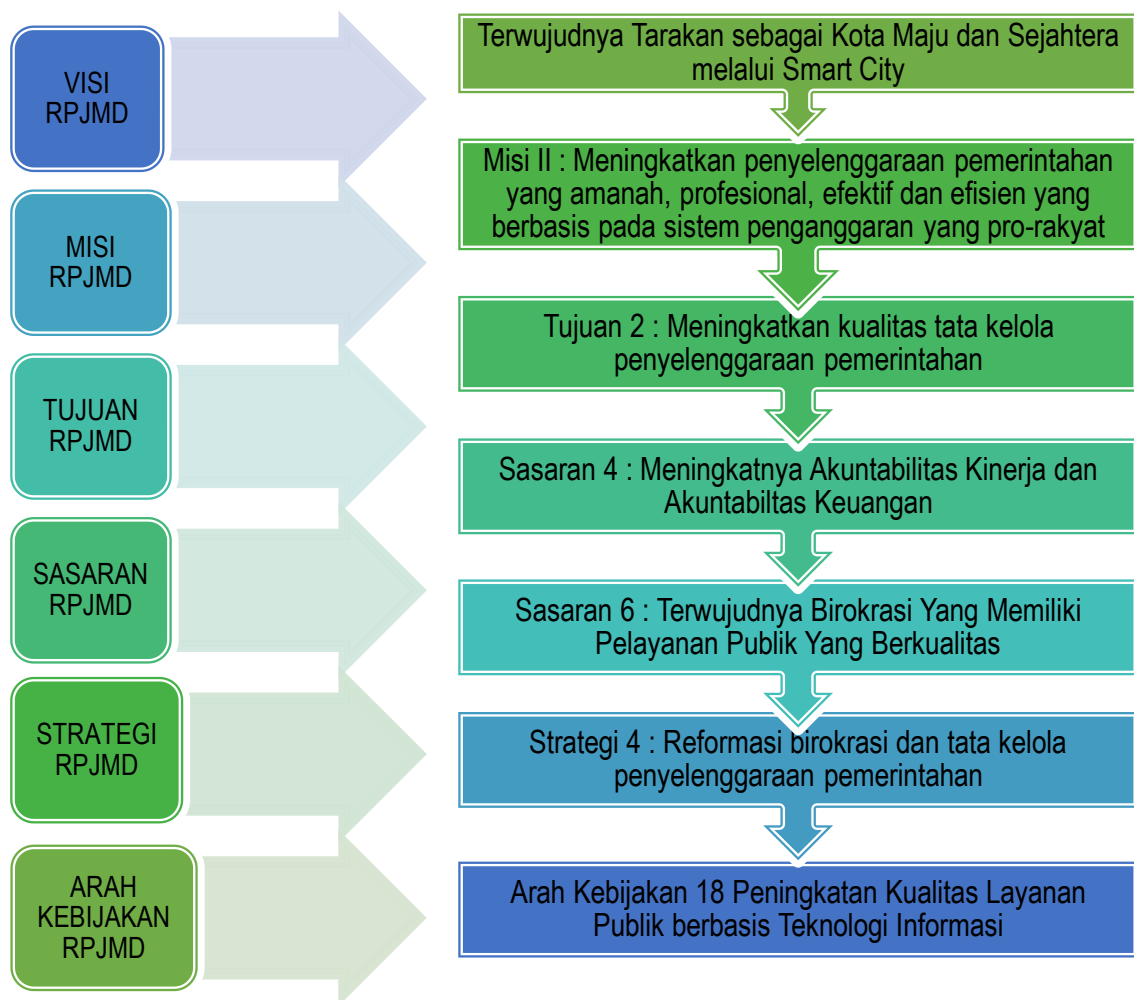 VISI
RPJMD
Terwujudnya Tarakan sebagai Kota Maju dan Sejahtera
melalui Smart City
MISI
RPJMD
Misi II : Meningkatkan penyelenggaraan pemerintahan
yang amanah, profesional, efektif dan efisien yang
berbasis pada sistem penganggaran yang pro-rakyat
TUJUAN
RPJMD
Tujuan 2 : Meningkatkan kualitas tata kelola
penyelenggaraan pemerintahan
SASARAN
RPJMD
Sasaran 4 : Meningkatnya Akuntabilitas Kinerja dan
Akuntabiltas Keuangan
Sasaran 6 : Terwujudnya Birokrasi Yang Memiliki
Pelayanan Publik Yang Berkualitas
STRATEGI
RPJMD
Strategi 4 : Reformasi birokrasi dan tata kelola
penyelenggaraan pemerintahan
ARAH
KEBIJAKAN
RPJMD
Arah Kebijakan 18 Peningkatan Kualitas Layanan
Publik berbasis Teknologi Informasi